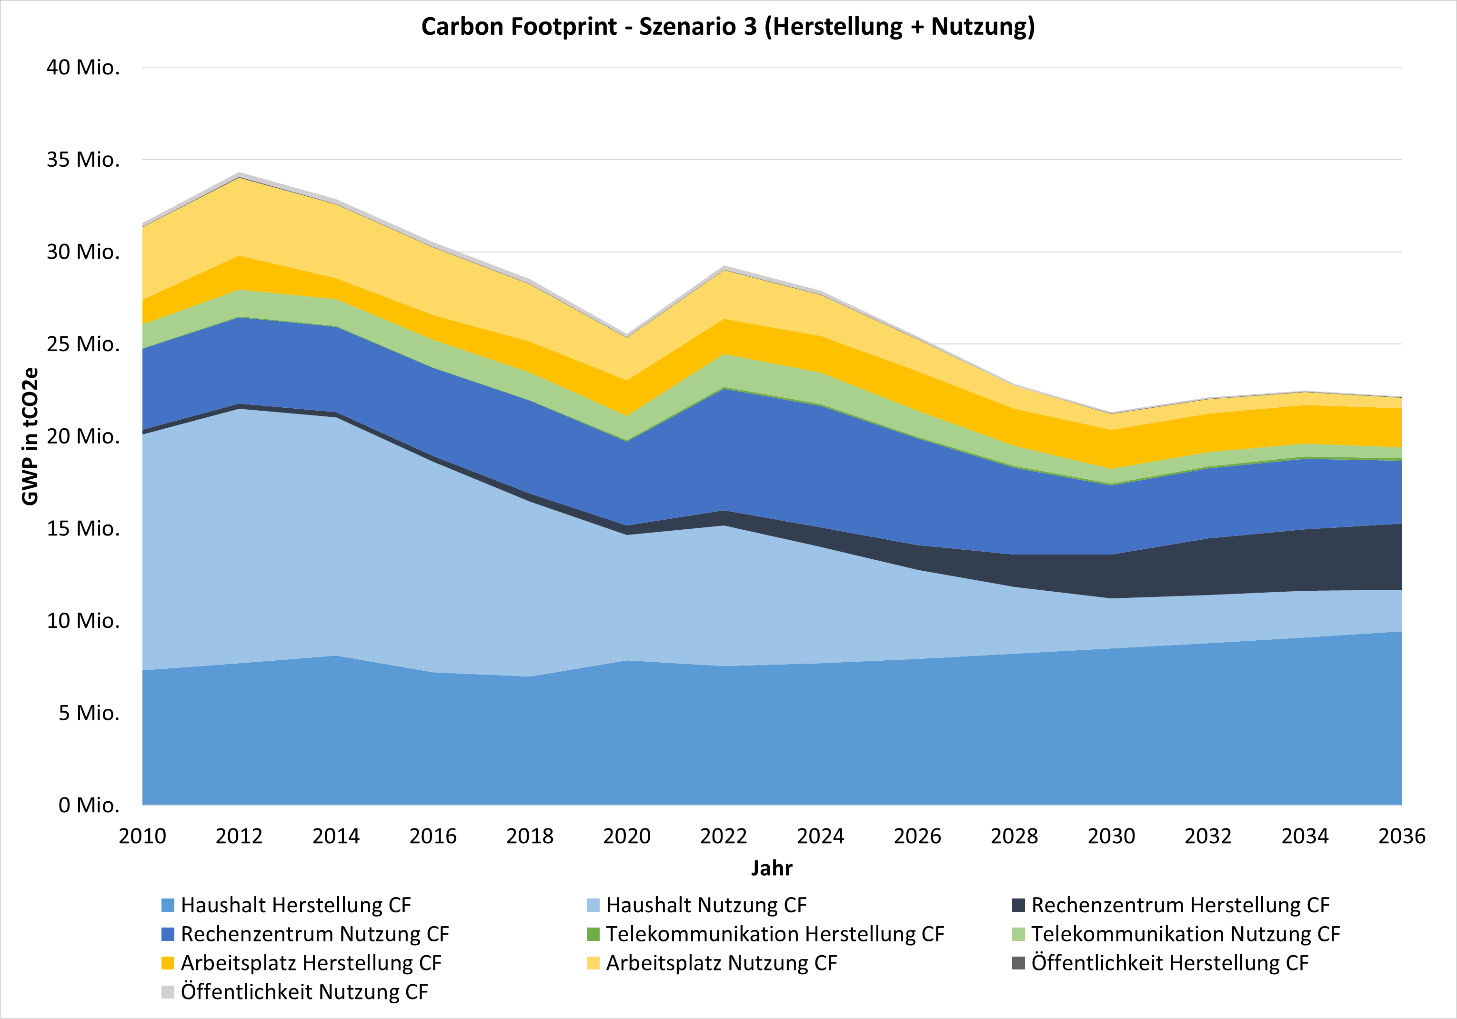 Carbon Footprint - Szenario 3 (Herstellung + Nutzung)
40 Mio.
35 Mio.
30 Mio.
25 Mio.
20 Mio.
15 Mio.
10 Mio.
5 Mio.
0 Mio.
GWP in tCO2e
2010 2012 2014 2016 2018 2020 2022 2024 2026 2028 2030 2032 2034 2036
Jahr
Haushalt Herstellung CF Haushalt Nutzung CF Rechenzentrum Herstellung CF
Rechenzentrum Nutzung CF Telekommunikation Herstellung CF Telekommunikation Nutzung CF
Arbeitsplatz Herstellung CF Arbeitsplatz Nutzung CF Öffentlichkeit Herstellung CF
Öffentlichkeit Nutzung CF